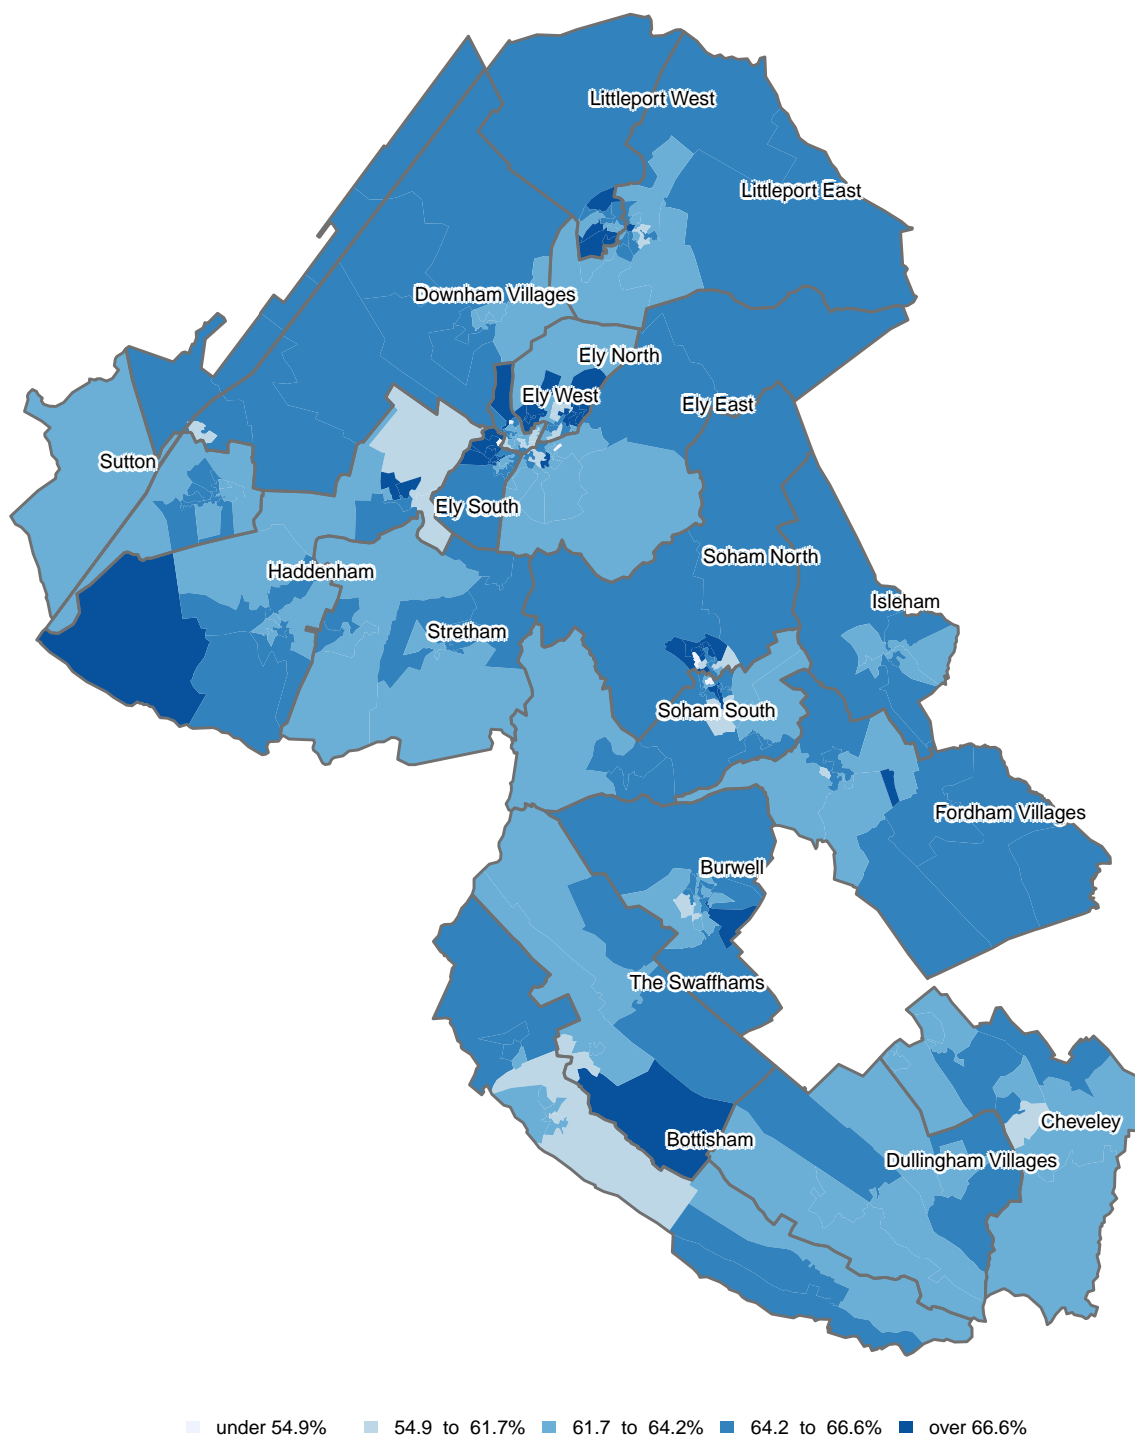 Littleport West
Littleport East
Downham Villages
Ely North
Ely West
Ely East
Sutton
Ely South
Soham North
Haddenham
Isleham
Stretham
Soham South
Fordham Villages
Burwell
The Swaffhams
Cheveley
Bottisham
Dullingham Villages
under 54.9% 54.9 to 61.7% 61.7 to 64.2% 64.2 to 66.6% over 66.6%